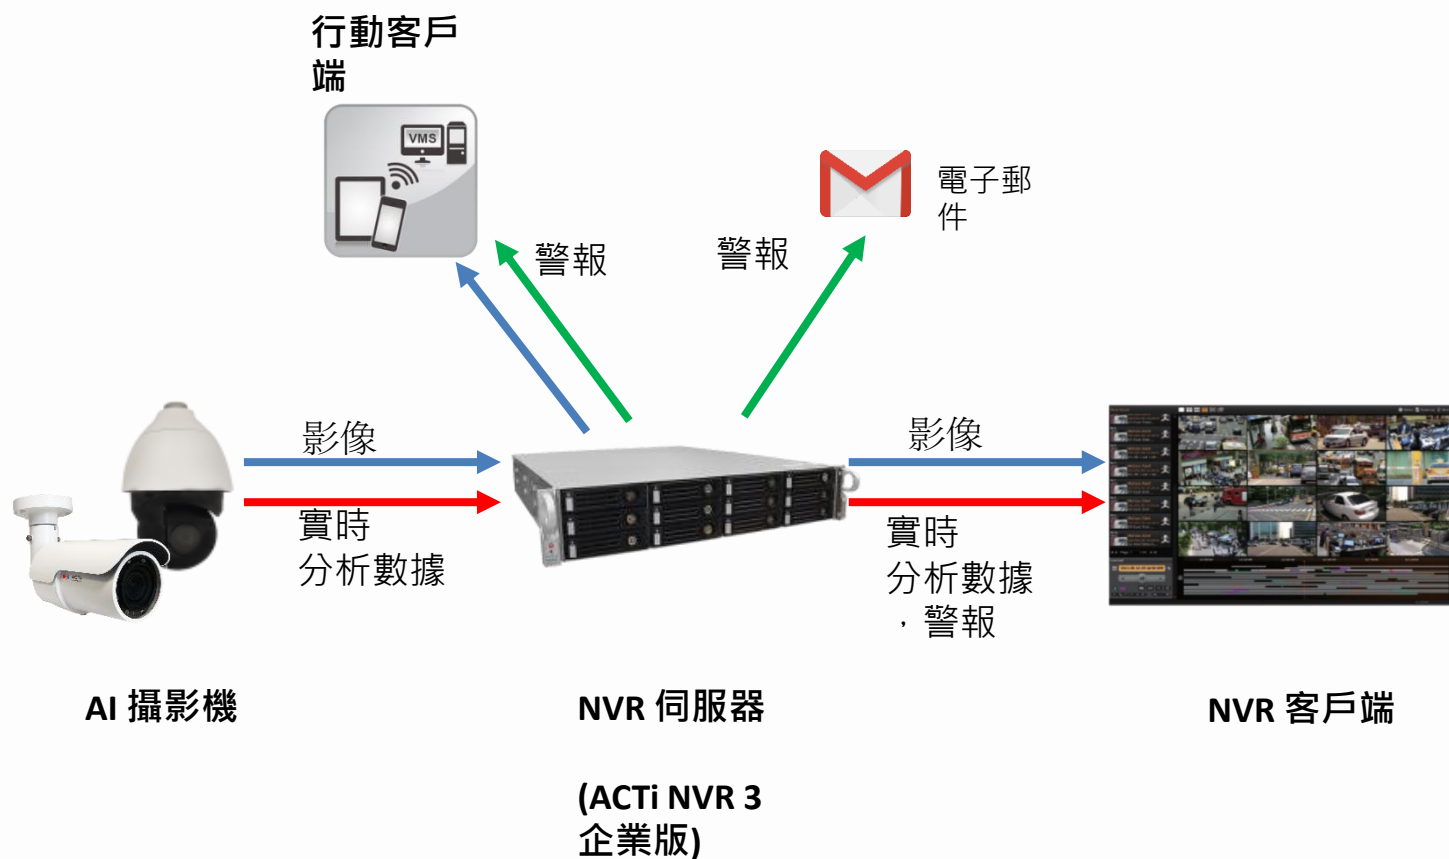 行動客戶
端
VMS
電子郵
件
警報
警報
影像
影像
實時
分析數據
實時
分析數據
，警報
AI 攝影機
NVR 伺服器
NVR 客戶端
(ACTi NVR 3
企業版)